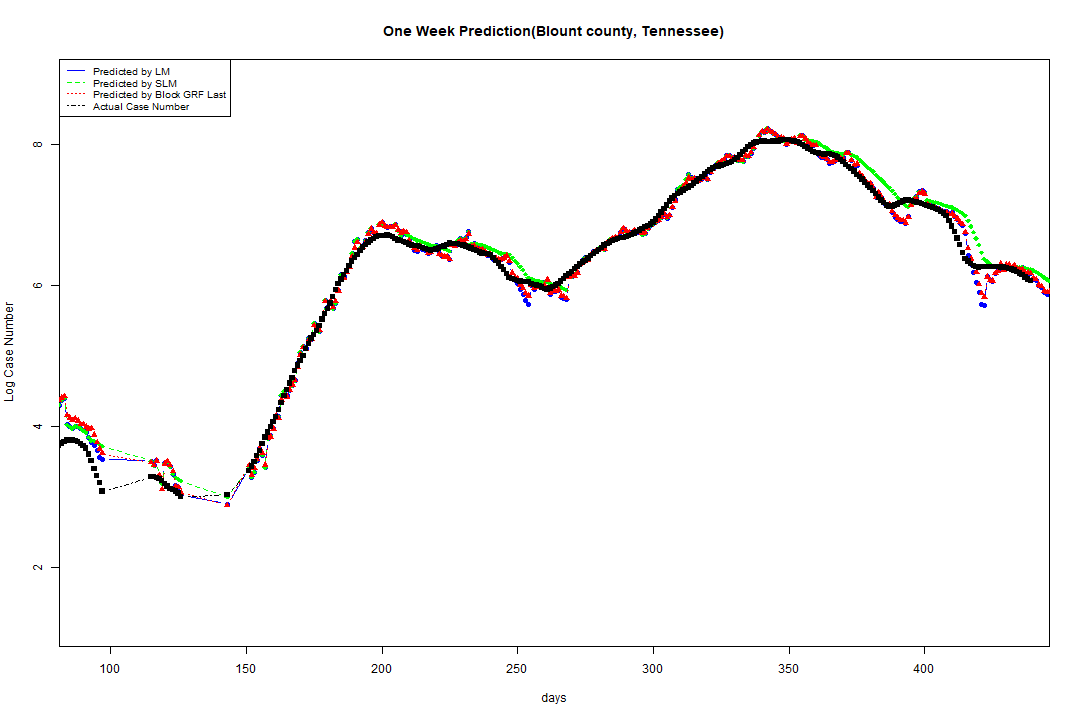 One Week Prediction(Blount county, Tennessee)
Predicted by LM
Predicted by SLM
Predicted by Block GRF Last
Actual Case Number
8
6
4
2
Log Case Number
100 150 200 250 300 350 400
days